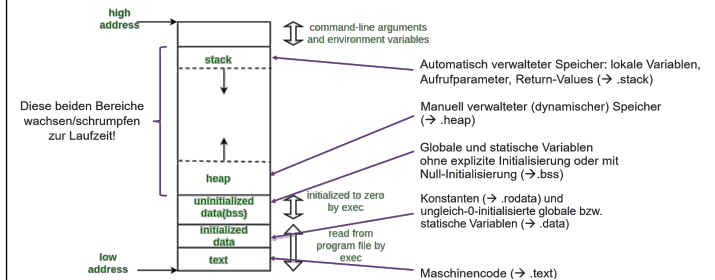 high
address
command-line arguments
and environment variables
stack
Automatisch verwalteter Speicher: lokale Variablen,
Aufrufparameter, Return-Values (→ .stack)
Diese beiden Bereiche
wachsen/schrumpfen
zur Laufzeit!
Manuell verwalteter (dynamischer) Speicher
(→ .heap)
Globale und statische Variablen
ohne explizite Initialisierung oder mit
Null-Initialisierung (→.bss)
heap
uninitialized
data(bss)
initialized to zero
by exec
Konstanten (→ .rodata) und
ungleich-0-initialisierte globale bzw.
statische Variablen (→ .data)
initialized
data
read from
program file by
exec
low
address
text
Maschinencode (→ .text)